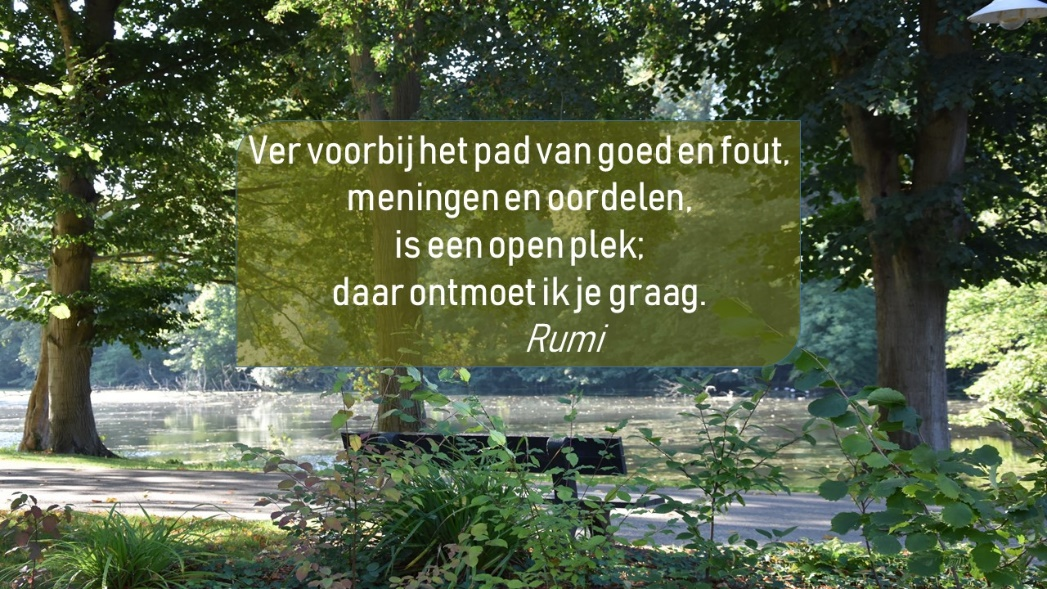 Ver voorbij het pad van goed en fout,
meningen en oordelen,
is een open plek;
daar ontmoet ik je graag.
Rumi